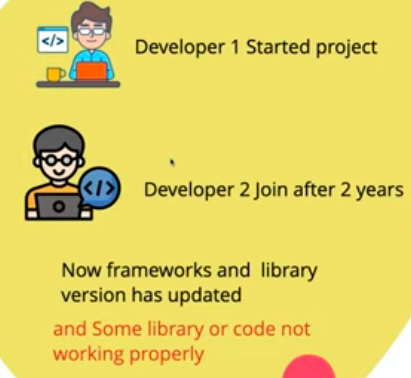 </>
Developer 1 Started project
</>
Developer 2 Join after 2 years
Now frameworks and library
version has updated
and Some library or code not
working properly